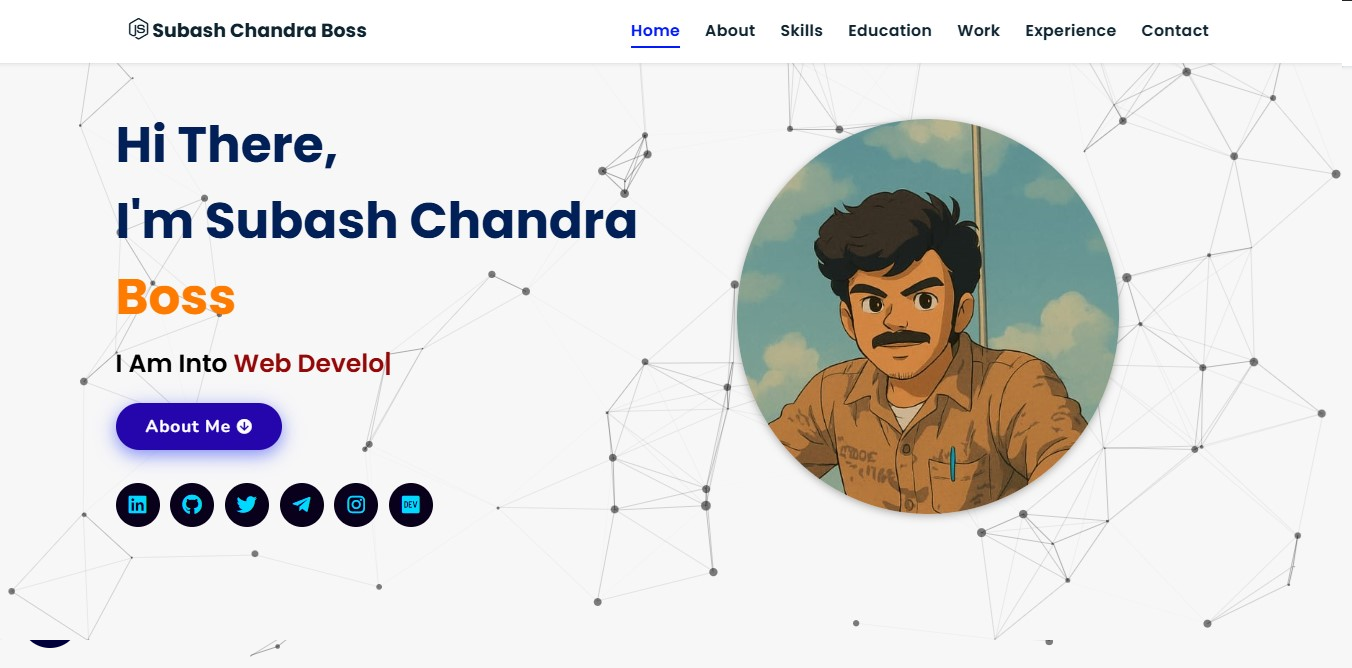 Subash Chandra Boss
Home About Skills Education Work Experience Contact
Hi There,
I'm Subash Chandra
Boss
I Am Into Web Develo|
About Me
DEV